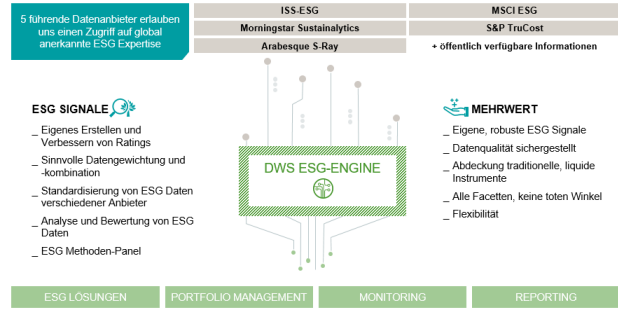 5 führende Datenanbieter erlauben
uns einen Zugriff auf global
anerkannte ESG Expertise
ISS-ESG
MSCI ESG
Morningstar Sustainalytics
S&P TruCost
Arabesque S-Ray
+ öffentlich verfügbare Informationen
ESG SIGNALE
_ Eigenes Erstellen und
Verbessern von Ratings
_ Sinnvolle Datengewichtung und
-kombination
_ Standardisierung von ESG Daten
verschiedener Anbieter
_ Analyse und Bewertung von ESG
Daten
_ ESG Methoden-Panel
DWS ESG-ENGINE
MEHRWERT
_ Eigene, robuste ESG Signale
_ Datenqualität sichergestellt
_ Abdeckung traditionelle, liquide
Instrumente
_ Alle Facetten, keine toten Winkel
_ Flexibilität
ESG LÖSUNGEN
PORTFOLIO MANAGEMENT
MONITORING
REPORTING